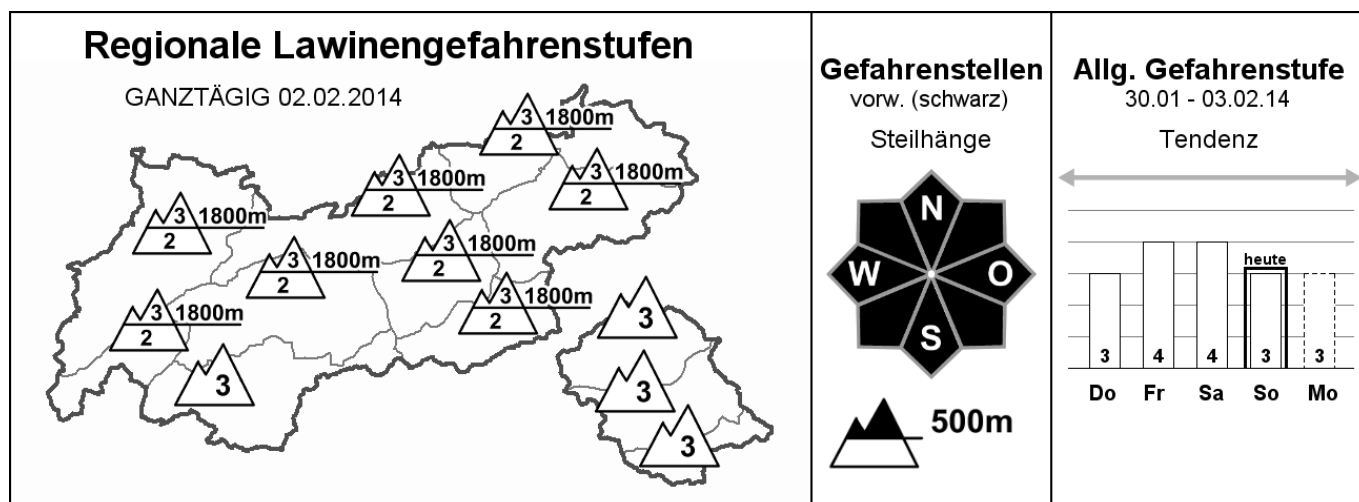 Regionale Lawinengefahrenstufen
GANZTÄGIG 02.02.2014
3 1800m
2
3 1800m
2
3 1800m
2
3 1800m
2
3 1800m
2
3 1800m
2
3 1800m
2
3 1800m
2
3 1800m
2
3
3
3
3
Gefahrenstellen
vorw. (schwarz)
Steilhänge
N
W
O
S
500m
Allg. Gefahrenstufe
30.01 - 03.02.14
Tendenz
heute
3 4 4 3 3
Do Fr Sa So Mo